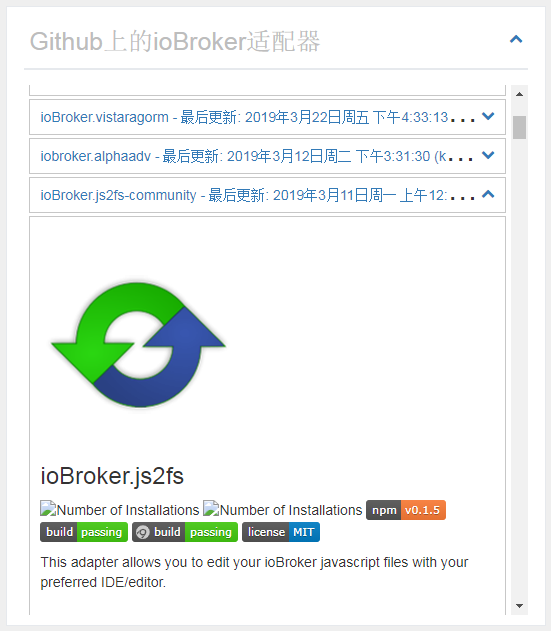 Github上的ioBroker适配器
ioBroker.vistaragorm - 最后更新: 2019年3月22日周五 下午4:33:13...
iobroker.alphaadv - 最后更新: 2019年3月12日周二 下午3:31:30 (k...
ioBroker.js2fs-community - 最后更新: 2019年3月11日周一 上午12:...
ioBroker.js2fs
Number of Installations Number of Installations npm v0.1.5
build passing build passing license MIT
This adapter allows you to edit your ioBroker javascript files with your
preferred IDE/editor.